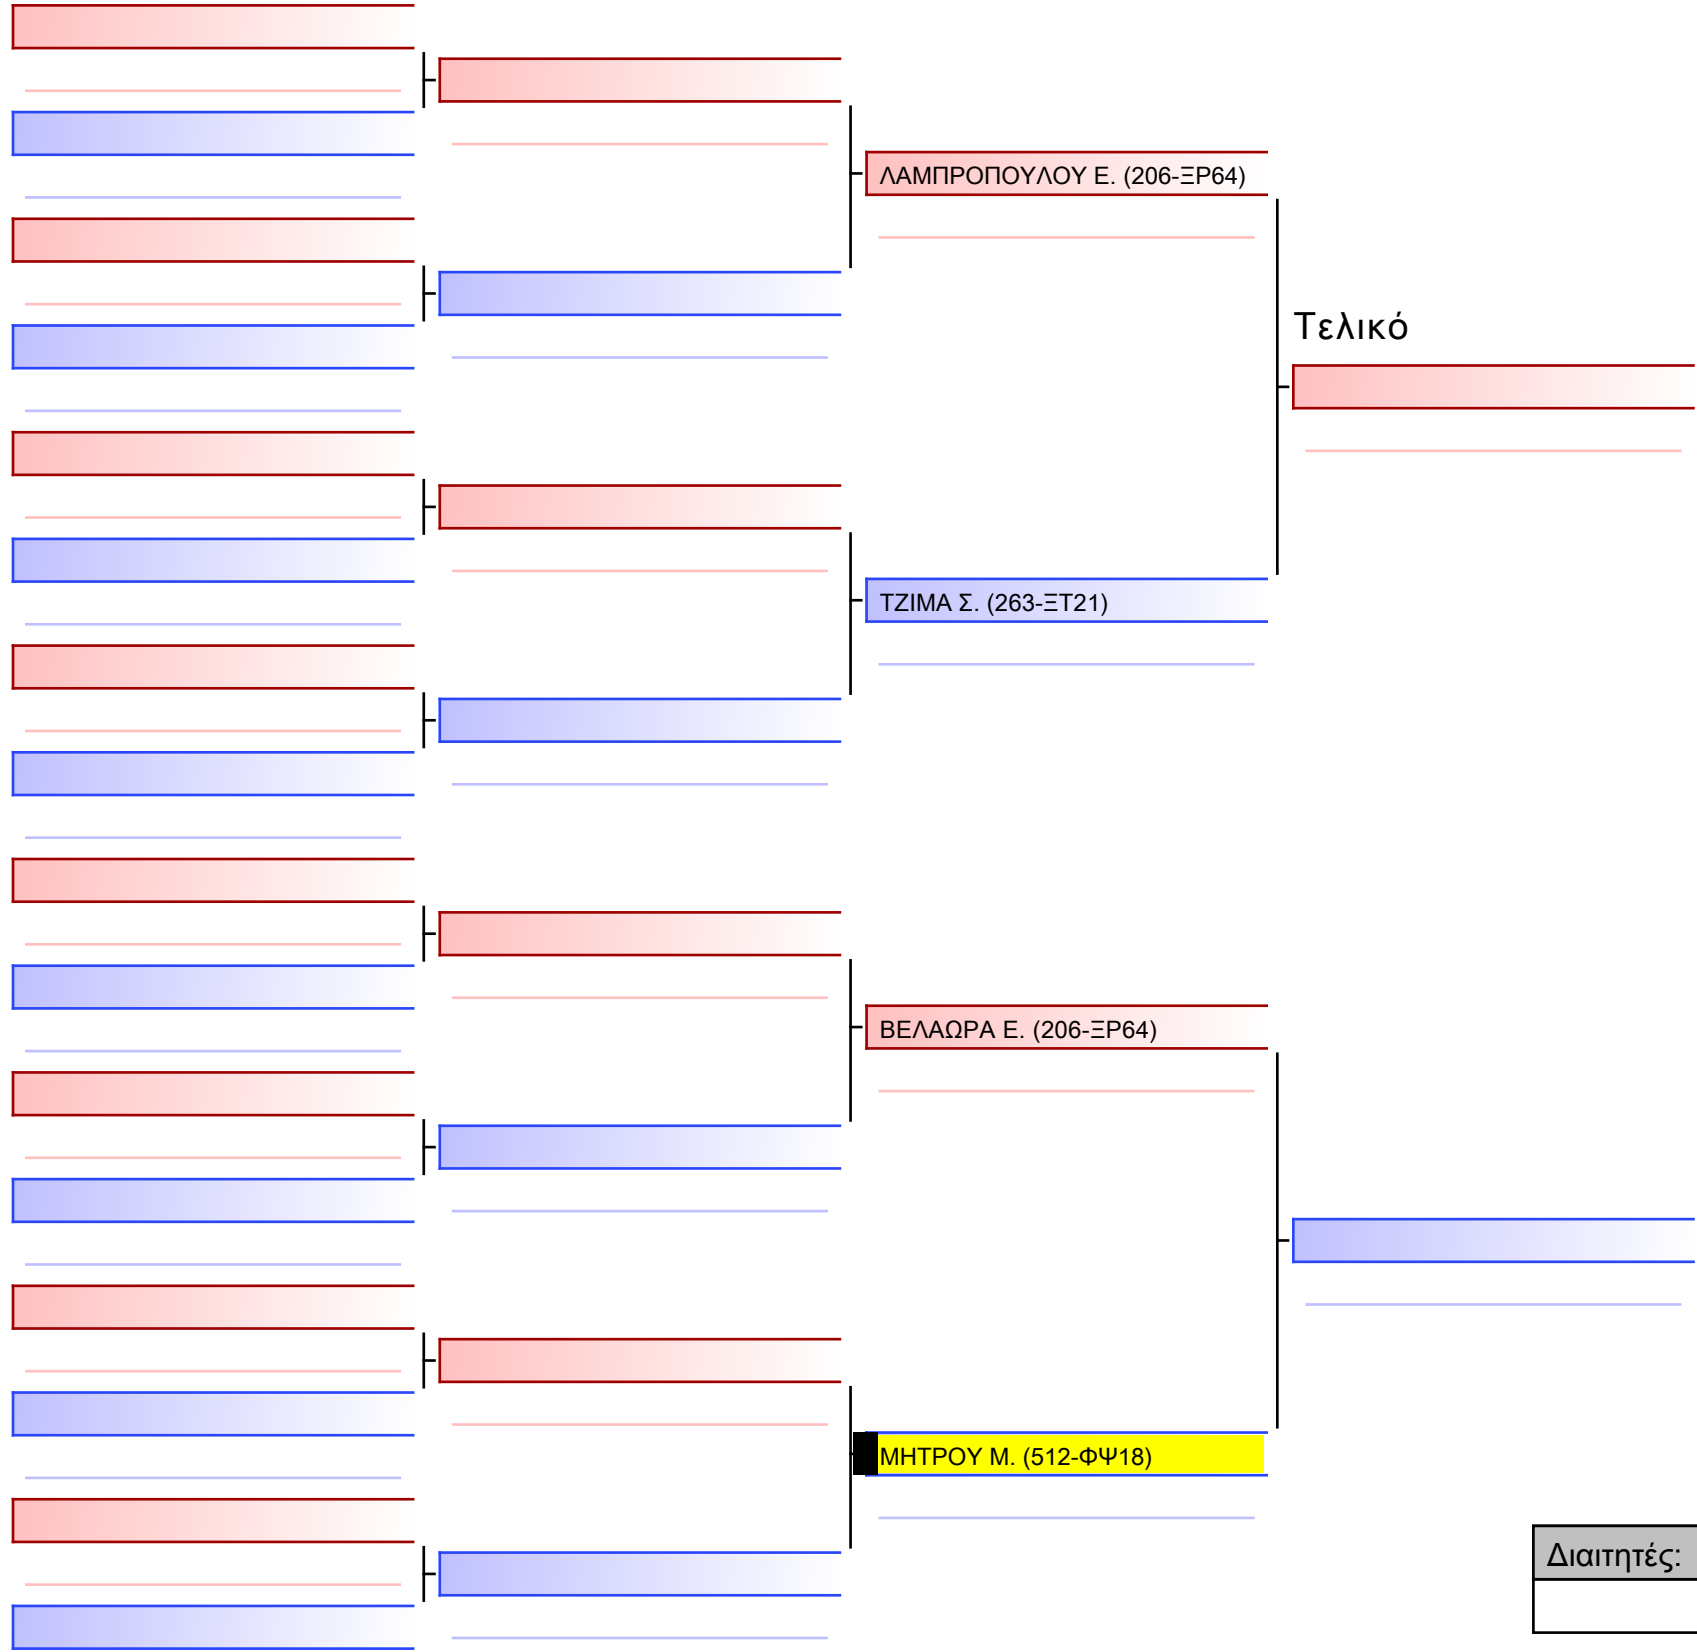 ΛΑΜΠΡΟΠΟΥΛΟΥ Ε. (206-ΞΡ64)
Τελικό
ΤΖΙΜΑ Σ. (263-ΞΤ21)
ΒΕΛΑΩΡΑ Ε. (206-ΞΡ64)
ΜΗΤΡΟΥ Μ. (512-ΦΨ18)
Διαιτητές: